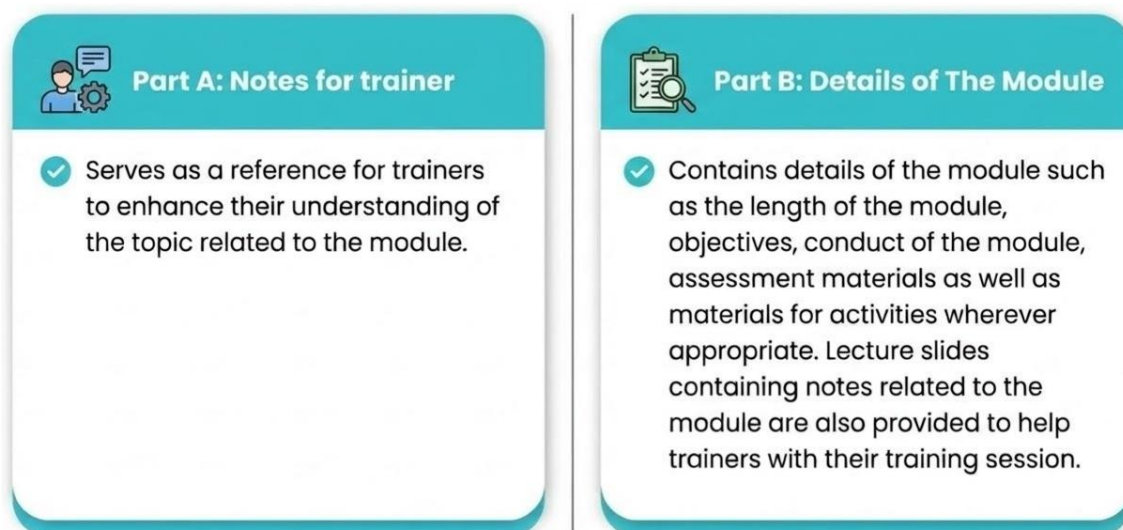 Part A: Notes for trainer
Serves as a reference for trainers
to enhance their understanding of
the topic related to the module.
Part B: Details of The Module
Contains details of the module such
as the length of the module,
objectives, conduct of the module,
assessment materials as well as
materials for activities wherever
appropriate. Lecture slides
containing notes related to the
module are also provided to help
trainers with their training session.